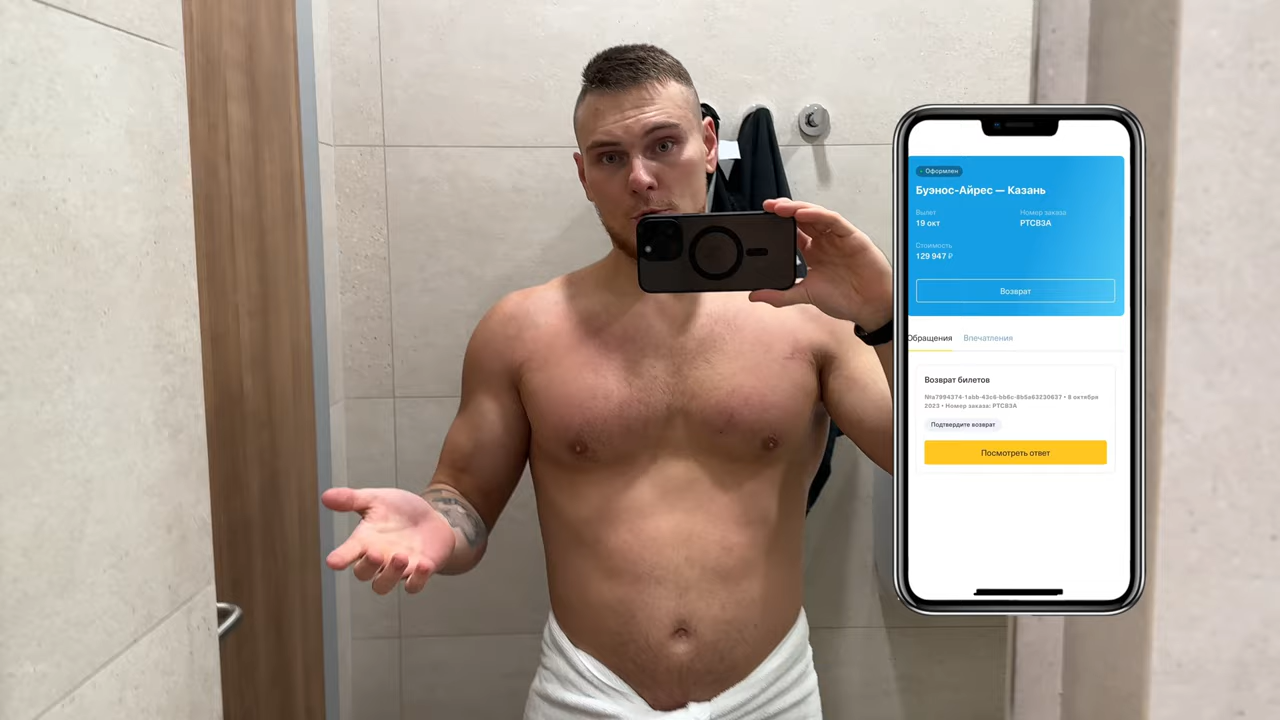 ‹ Оформлен
Буэнос-Айрес — Казань
Вылет
Номер заказа
19 окт
PTCB3A
Стоимость
129 947 ₽
Возврат
Обращения
Впечатления
Возврат билетов
№ta7994374-1abb-43c6-bb6c-8b5a63230637 • 8 октября
2023 • Номер заказа: PTCB3A
Подтвердите возврат
Посмотреть ответ